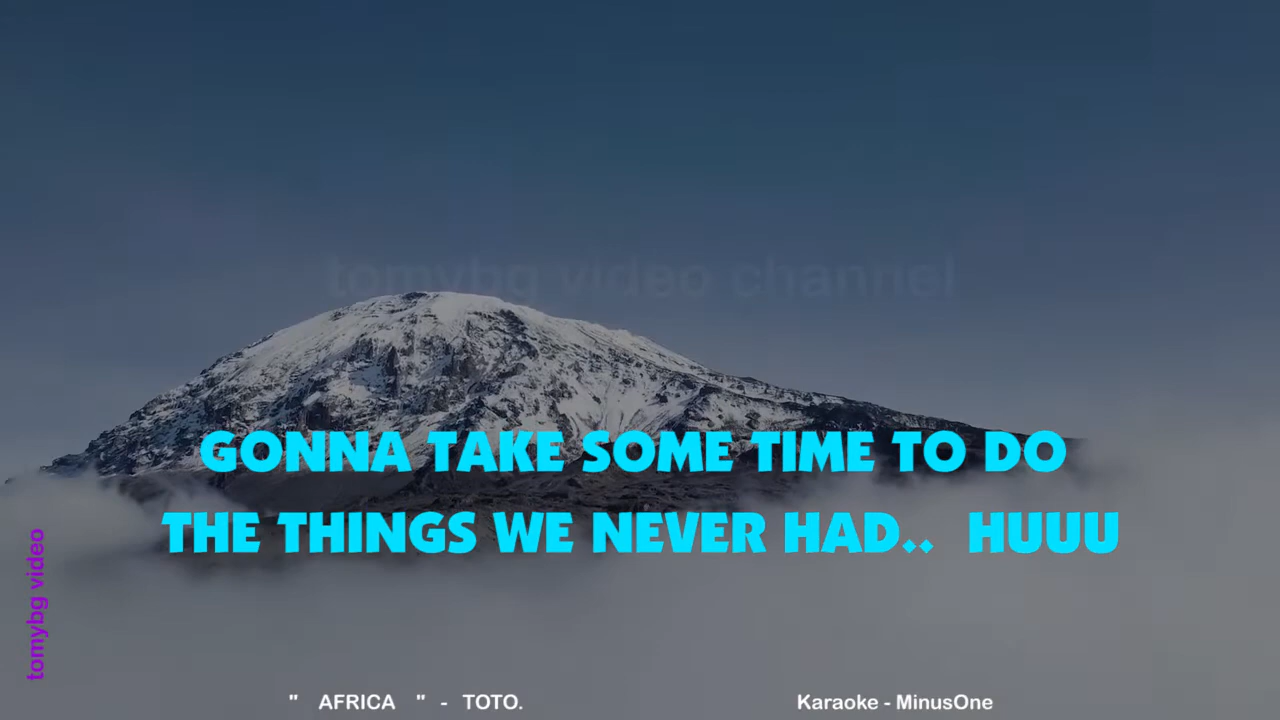 tomybg video channel
GONNA TAKE SOME TIME TO DO
THE THINGS WE NEVER HAD..  HUUU
tomybg video
"   AFRICA   "  -  TOTO.
Karaoke - MinusOne